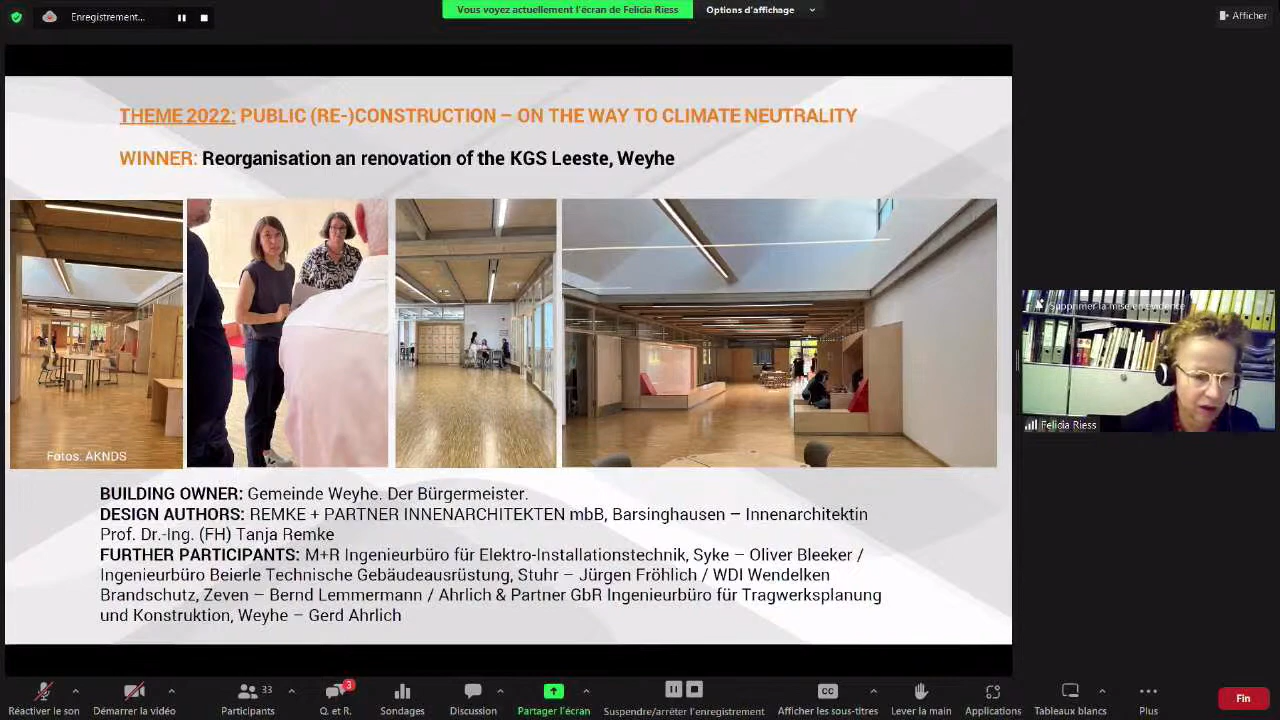 Enregistrement...
Vous voyez actuellement l'écran de Felicia Riess
Options d'affichage
Afficher
THEME 2022: PUBLIC (RE-)CONSTRUCTION – ON THE WAY TO CLIMATE NEUTRALITY
WINNER: Reorganisation an renovation of the KGS Leeste, Weyhe
Fotos: AKNDS
BUILDING OWNER: Gemeinde Weyhe. Der Bürgermeister.
DESIGN AUTHORS: REMKE + PARTNER INNENARCHITEKTEN mbB, Barsinghausen – Innenarchitektin
Prof. Dr.-Ing. (FH) Tanja Remke
FURTHER PARTICIPANTS: M+R Ingenieurbüro für Elektro-Installationstechnik, Syke – Oliver Bleeker /
Ingenieurbüro Beierle Technische Gebäudeausrüstung, Stuhr – Jürgen Fröhlich / WDI Wendelken
Brandschutz, Zeven – Bernd Lemmermann / Ahrlich & Partner GbR Ingenieurbüro für Tragwerksplanung
und Konstruktion, Weyhe – Gerd Ahrlich
Supprimer la mise en évidence
Felicia Riess
33
3
CC
Réactiver le son
Démarrer la vidéo
Participants
Q. et R.
Sondages
Discussion
Partager l'écran
Suspendre/arrêter l'enregistrement
Afficher les sous-titres
Lever la main
Applications
Tableaux blancs
Plus
Fin